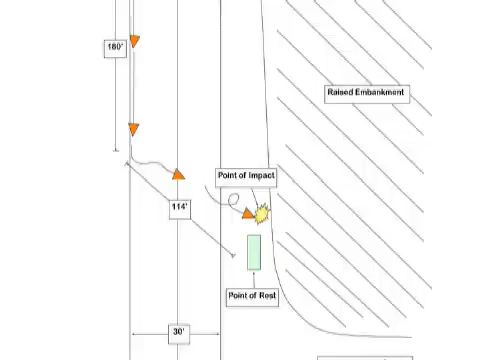 180'
Raised Embankment
Point of Impact
114'
Point of Rest
30'